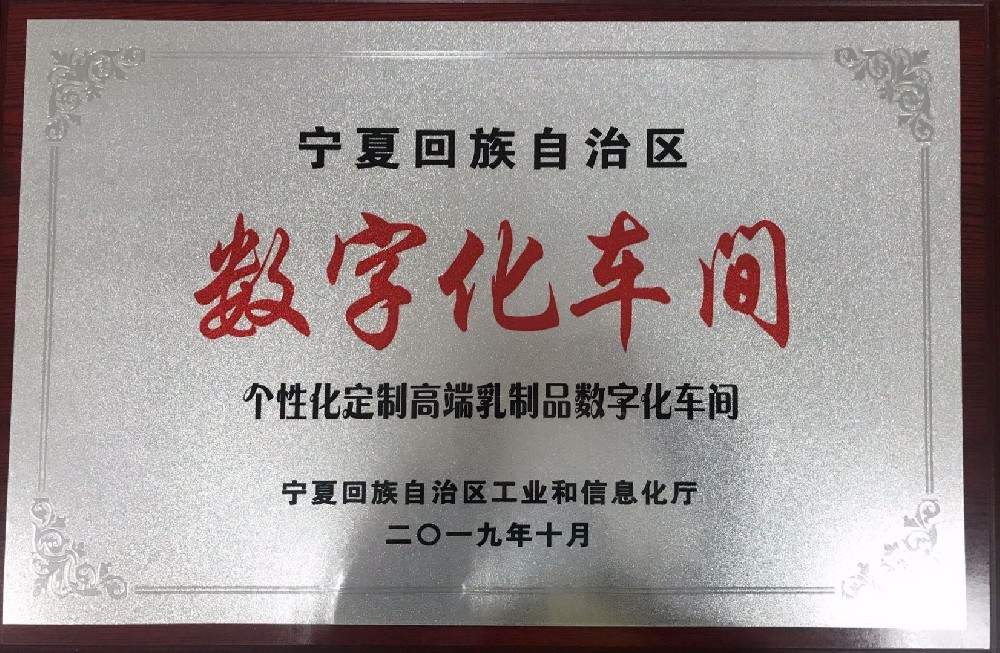 宁夏回族自治区
数字化车间
个性化定制高端乳制品数字化车间
宁夏回族自治区工业和信息化厅
二〇一九年十月